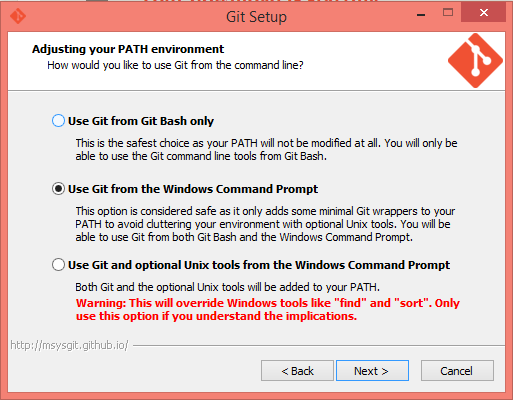 Git Setup
Adjusting your PATH environment
How would you like to use Git from the command line?
Use Git from Git Bash only
This is the safest choice as your PATH will not be modified at all. You will only
be able to use the Git command line tools from Git Bash.
Use Git from the Windows Command Prompt
This option is considered safe as it only adds some minimal Git wrappers to your
PATH to avoid cluttering your environment with optional Unix tools. You will be
able to use Git from both Git Bash and the Windows Command Prompt.
Use Git and optional Unix tools from the Windows Command Prompt
Both Git and the optional Unix tools will be added to your PATH.
Warning: This will override Windows tools like "find" and "sort". Only
use this option if you understand the implications.
http://msysgit.github.io/
< Back Next > Cancel